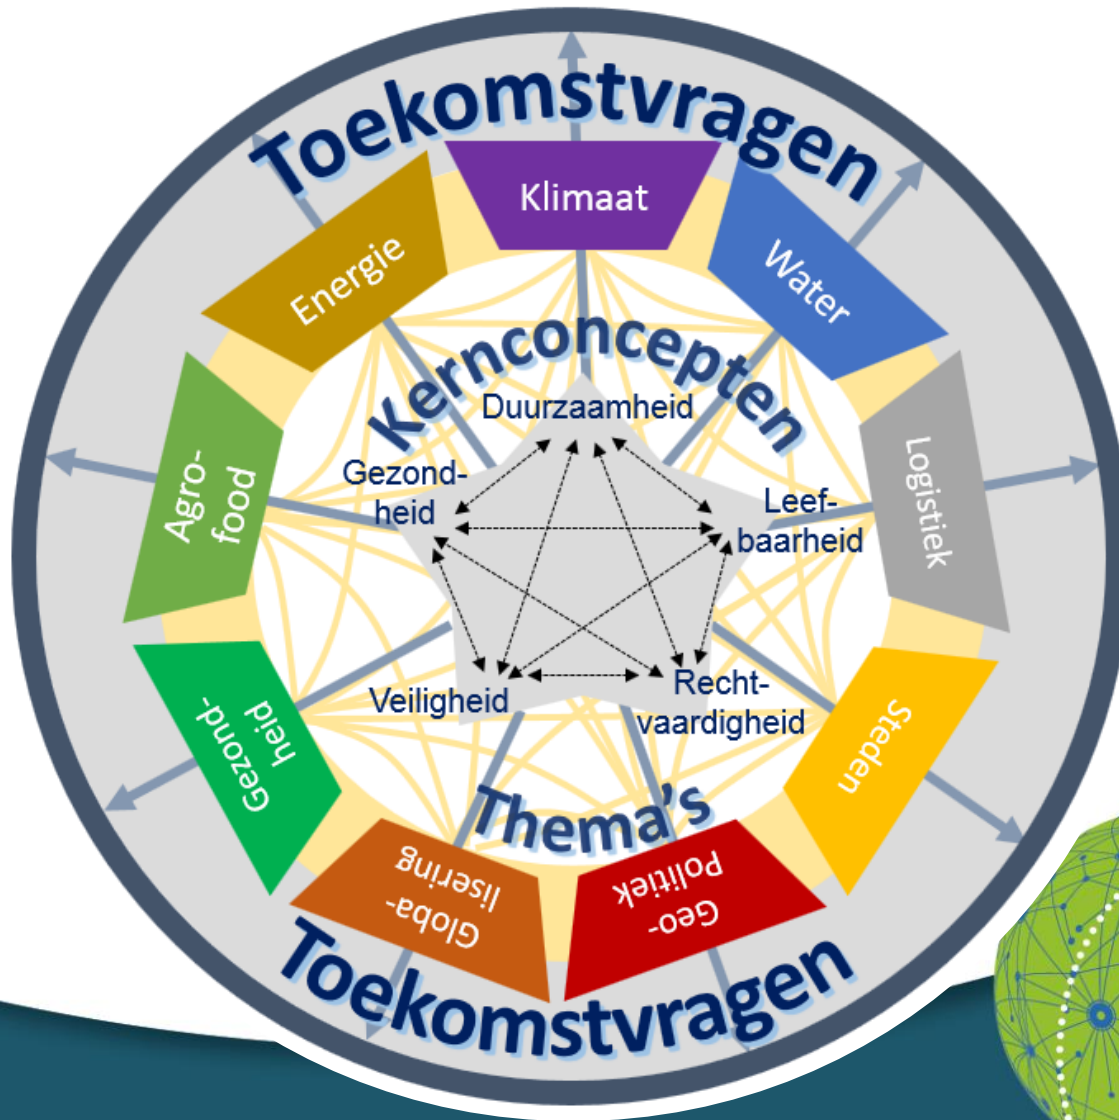 Toekomstvragen
Klimaat
Energie
Water
Kernconcepten
Duurzaamheid
Gezond-
heid
Leef-
baarheid
Agro-
food
Logistiek
Veiligheid
Recht-
vaardigheid
Gezond-
heid
Steden
Thema's
Globa-
lisering
Geo-
Politiek
Toekomstvragen